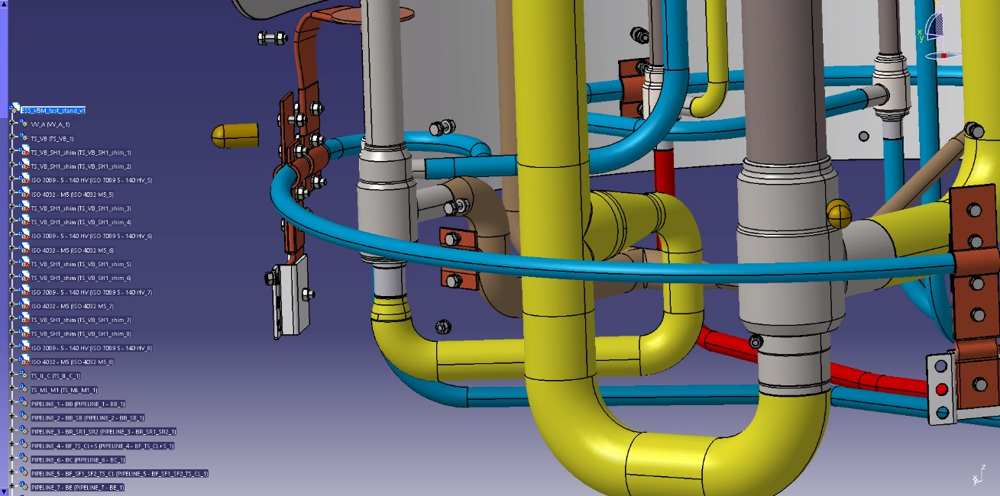 ESS_VBM_test_stand_v1
VV_A (VV_A_1)
TS_VB (TS_VB_1)
TS_VB_SH1_shim (TS_VB_SH1_shim_1)
TS_VB_SH1_shim (TS_VB_SH1_shim_2)
ISO 7089 - 5 - 140 HV (ISO 7089 5 - 140 HV_5)
ISO 4032 - M5 (ISO 4032 M5_5)
TS_VB_SH1_shim (TS_VB_SH1_shim_3)
TS_VB_SH1_shim (TS_VB_SH1_shim_4)
ISO 7089 - 5 - 140 HV (ISO 7089 5 - 140 HV_6)
ISO 4032 - M5 (ISO 4032 M5_6)
TS_VB_SH1_shim (TS_VB_SH1_shim_5)
TS_VB_SH1_shim (TS_VB_SH1_shim_6)
ISO 7089 - 5 - 140 HV (ISO 7089 5 - 140 HV_7)
ISO 4032 - M5 (ISO 4032 M5_7)
TS_VB_SH1_shim (TS_VB_SH1_shim_7)
TS_VB_SH1_shim (TS_VB_SH1_shim_8)
ISO 7089 - 5 - 140 HV (ISO 7089 5 - 140 HV_8)
ISO 4032 - M5 (ISO 4032 M5_8)
TS_IL_C (TS_IL_C_1)
TS_ML_M1 (TS_ML_M1_1)
PIPELINE_1 - BB (PIPELINE_1 - BB_1)
PIPELINE_2 - BB_SB (PIPELINE_2 - BB_SB_1)
PIPELINE_3 - BR_SR1_SR2 (PIPELINE_3 - BR_SR1_SR2_1)
PIPELINE_4 - BF_TS_CL+S (PIPELINE_4 - BF_TS_CL+S_1)
PIPELINE_6 - BC (PIPELINE_6 - BC_1)
PIPELINE_5 - BF_SF1_SF2_TS_CL (PIPELINE_5 - BF_SF1_SF2_TS_CL_1)
PIPELINE_7 - BE (PIPELINE_7 - BE_1)
x
y
z